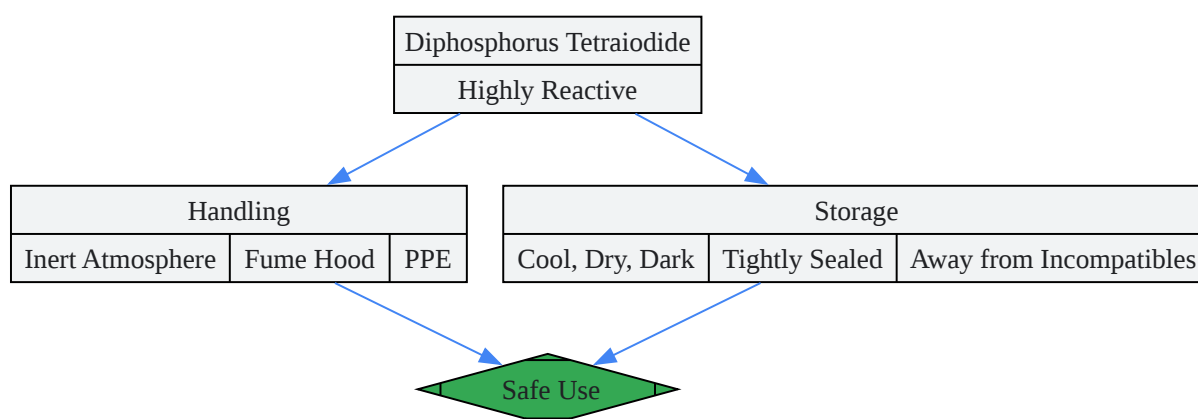 Diphosphorus Tetraiodide
Highly Reactive
Handling
Inert Atmosphere
Fume Hood
PPE
Storage
Cool, Dry, Dark
Tightly Sealed
Away from Incompatibles
Safe Use